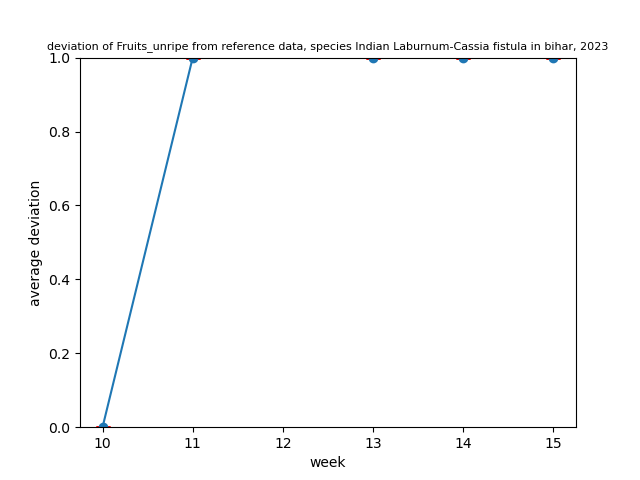 deviation of Fruits_unripe from reference data, species Indian Laburnum-Cassia fistula in bihar, 2023
1.0
0.8
0.6
0.4
0.2
0.0
average deviation
10 11 12 13 14 15
week